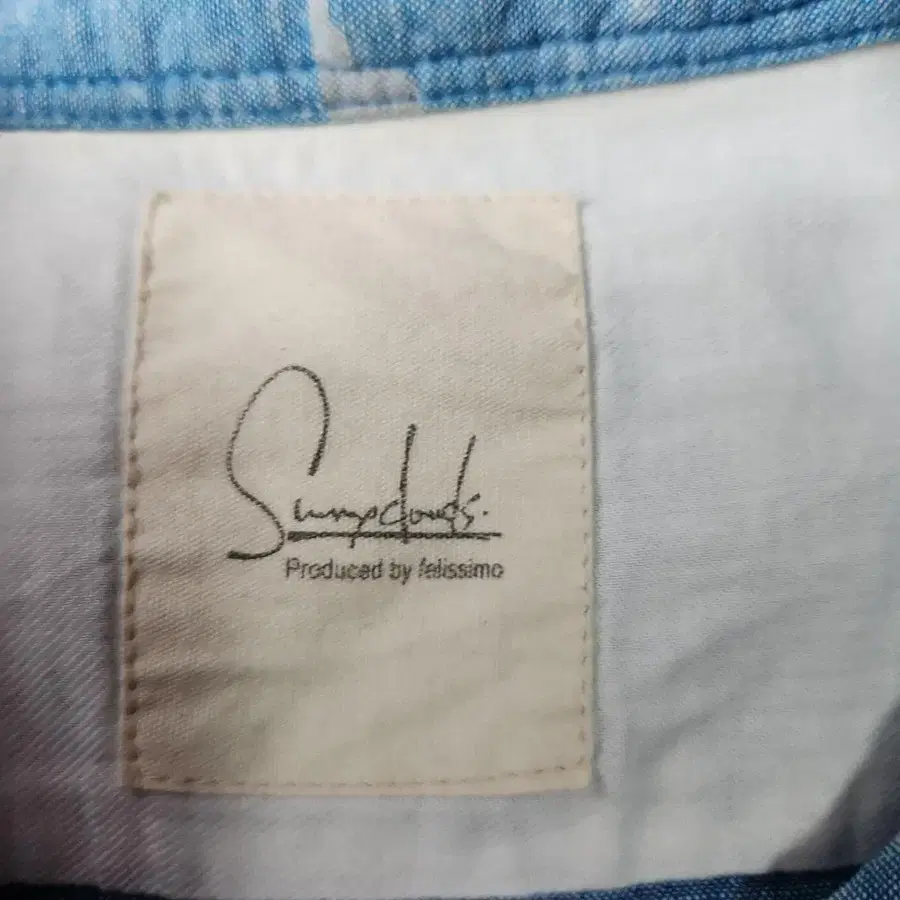 Sunnyclouds.
Produced by felissimo